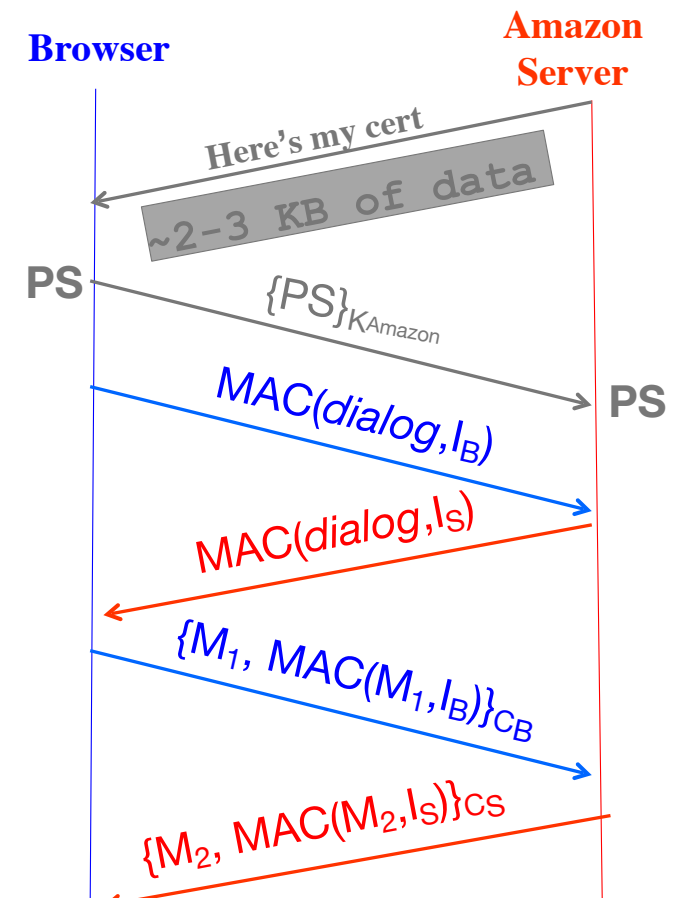 Browser
Amazon
Server
Here's my cert
~2-3 KB of data
PS
{PS}KAmazon
PS
MAC(dialog,IB)
MAC(dialog,IS)
{M1, MAC(M1,IB)}CB
{M2, MAC(M2,IS)}CS